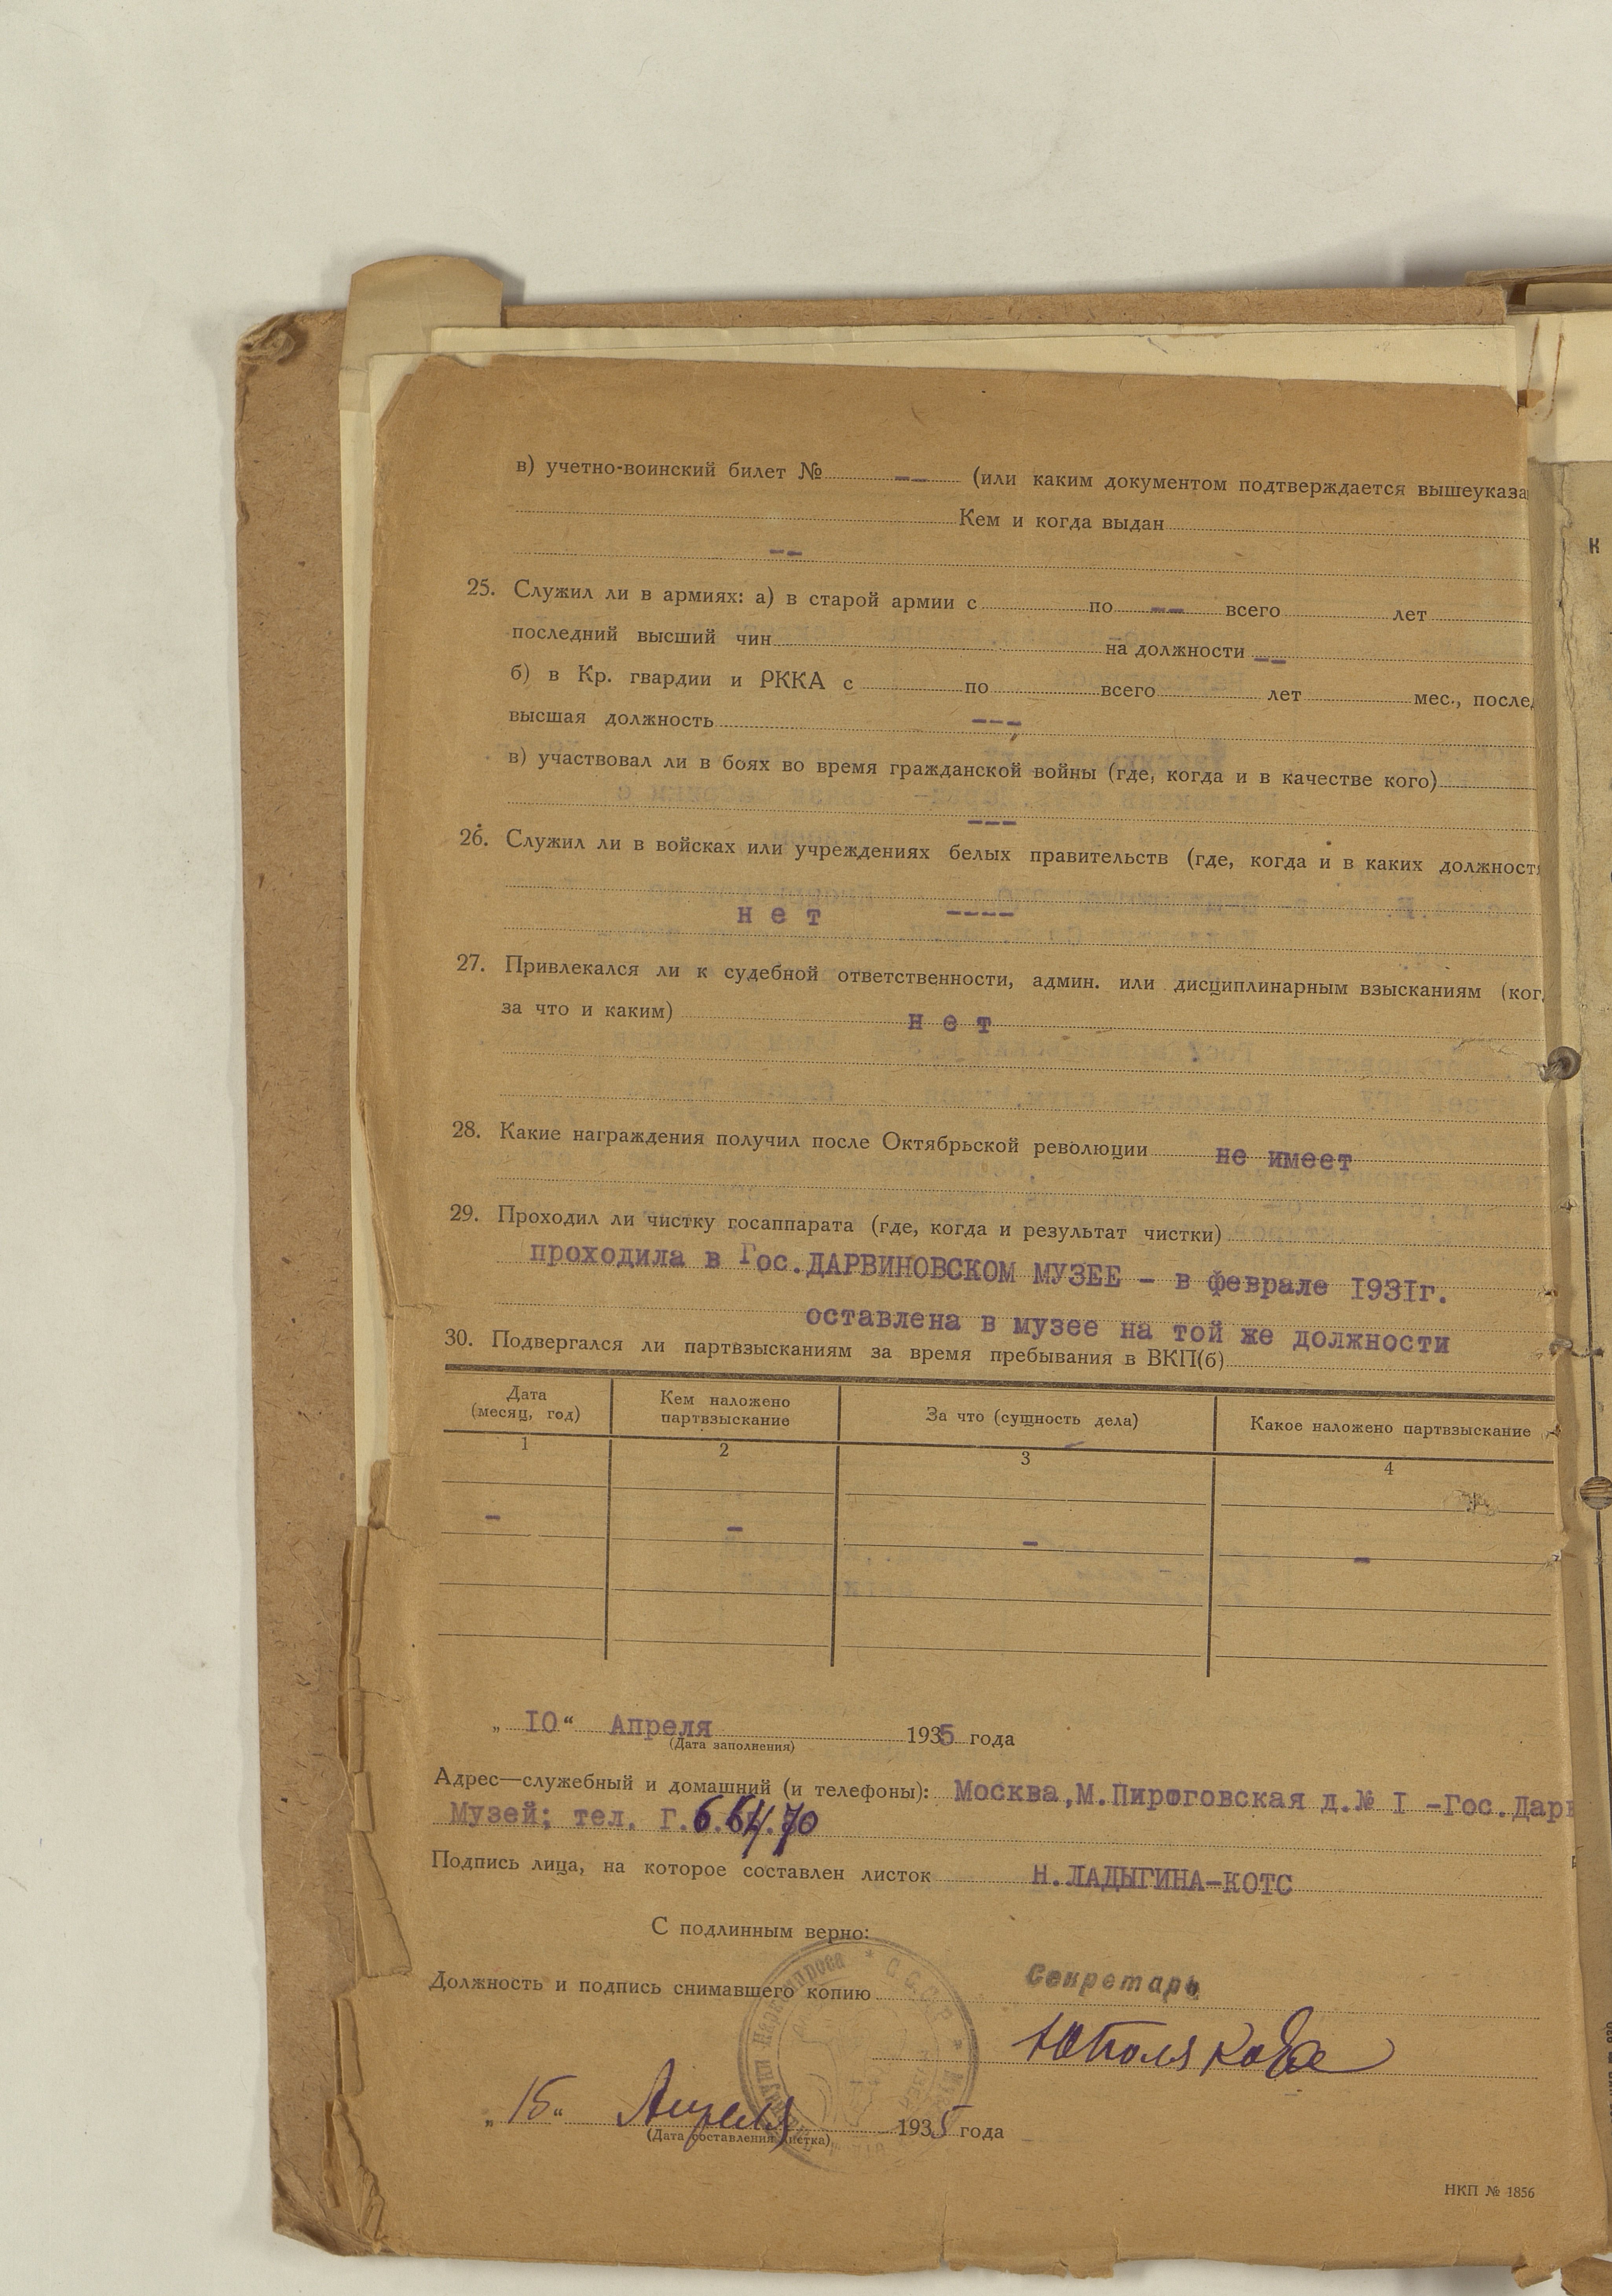 в) учетно-воинский билет № -- (или каким документом подтверждается вышеуказа
Кем и когда выдан
--
25. Служил ли в армиях: а) в старой армии с по -- всего лет
последний высший чин на должности --
б) в Кр. гвардии и РККА с по всего лет мес., послед
высшая должность ---,
в) участвовал ли в боях во время гражданской войны (где, когда и в качестве кого)
---
26. Служил ли в войсках или учреждениях белых правительств (где, когда и в каких должност
н е т ----
27. Привлекался ли к судебной ответственности, админ. или дисциплинарным взысканиям (ког
за что и каким) н е т
28. Какие награждения получил после Октябрьской революции не имеет
29. Проходил ли чистку госаппарата (где, когда и результат чистки)
проходила в Гос.ДАРВИНОВСКОМ МУЗЕЕ - в феврале I93Iг.
оставлена в музее на той же должности
30. Подвергался ли партвзысканиям за время пребывания в ВКП(б)
Дата (месяц, год) Кем наложено партвзыскание За что (сущность дела) Какое наложено партвзыскание
1 2 3 4
- - - -
„ I0 “ Апреля 1935 года
(Дата заполнения)
Адрес—служебный и домашний (и телефоны): Москва,М.Пироговская д.№ I -Гос.Дарв
Музей; тел. Г.6.64.70
Подпись лица, на которое составлен листок Н.ЛАДЫГИНА-КОТС
С подлинным верно:
Должность и подпись снимавшего копию Секретарь
ЮПолякова
„ 15 “ Апреля 1935 года
(Дата составления листка)
НКП № 1856